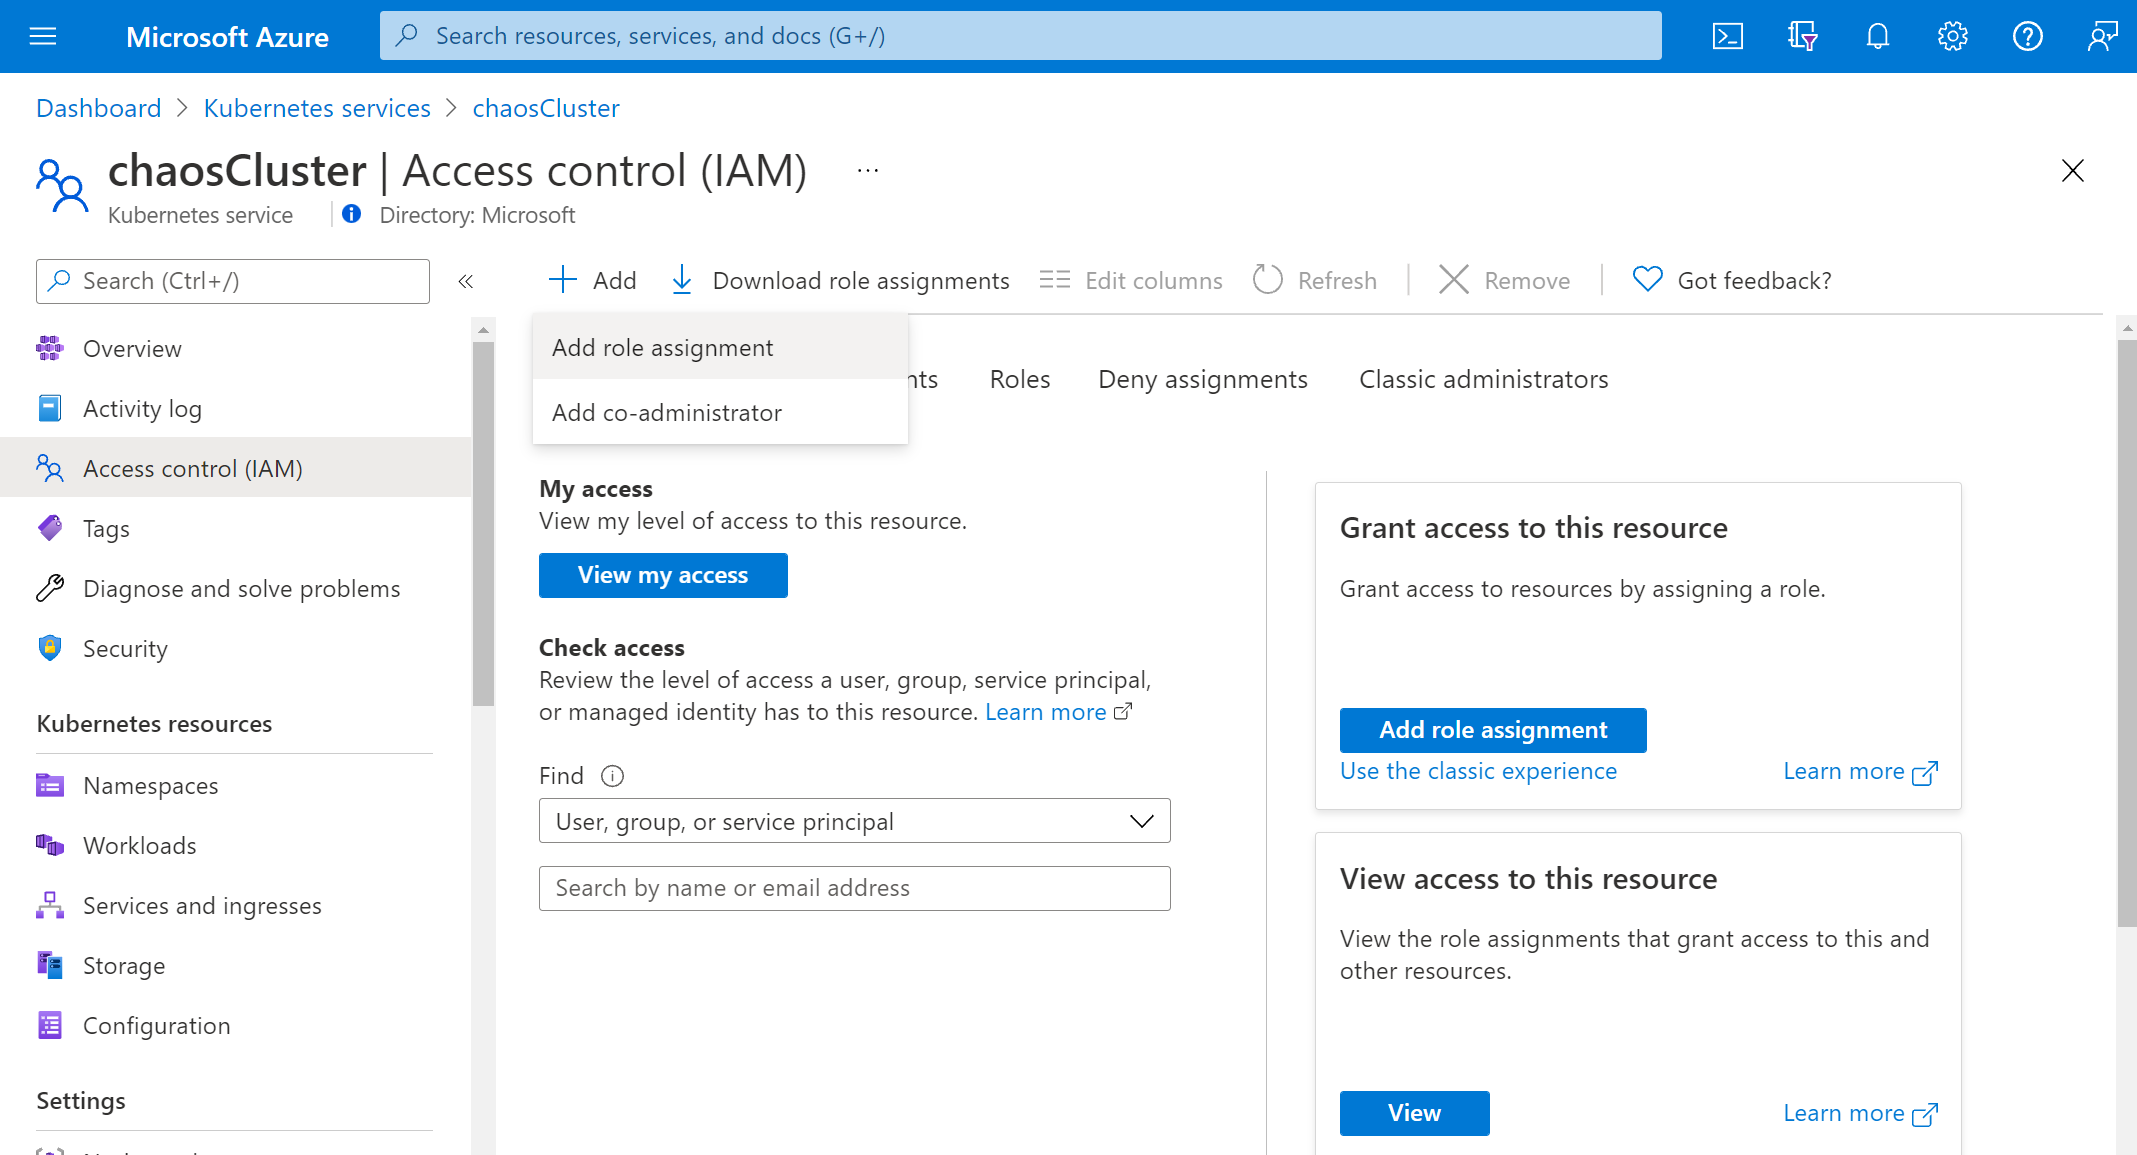 Microsoft Azure
Search resources, services, and docs (G+/)
Dashboard > Kubernetes services > chaosCluster
chaosCluster | Access control (IAM) ...
Kubernetes service
Directory: Microsoft
Search (Ctrl+/)
«
Add
Download role assignments
Edit columns
Refresh
Remove
Got feedback?
Overview
Activity log
Access control (IAM)
Tags
Diagnose and solve problems
Security
Kubernetes resources
Namespaces
Workloads
Services and ingresses
Storage
Configuration
Settings
Add role assignment
Add co-administrator
nts
Roles
Deny assignments
Classic administrators
My access
View my level of access to this resource.
View my access
Check access
Review the level of access a user, group, service principal,
or managed identity has to this resource. Learn more
Find
User, group, or service principal
Search by name or email address
Grant access to this resource
Grant access to resources by assigning a role.
Add role assignment
Use the classic experience
Learn more
View access to this resource
View the role assignments that grant access to this and
other resources.
View
Learn more